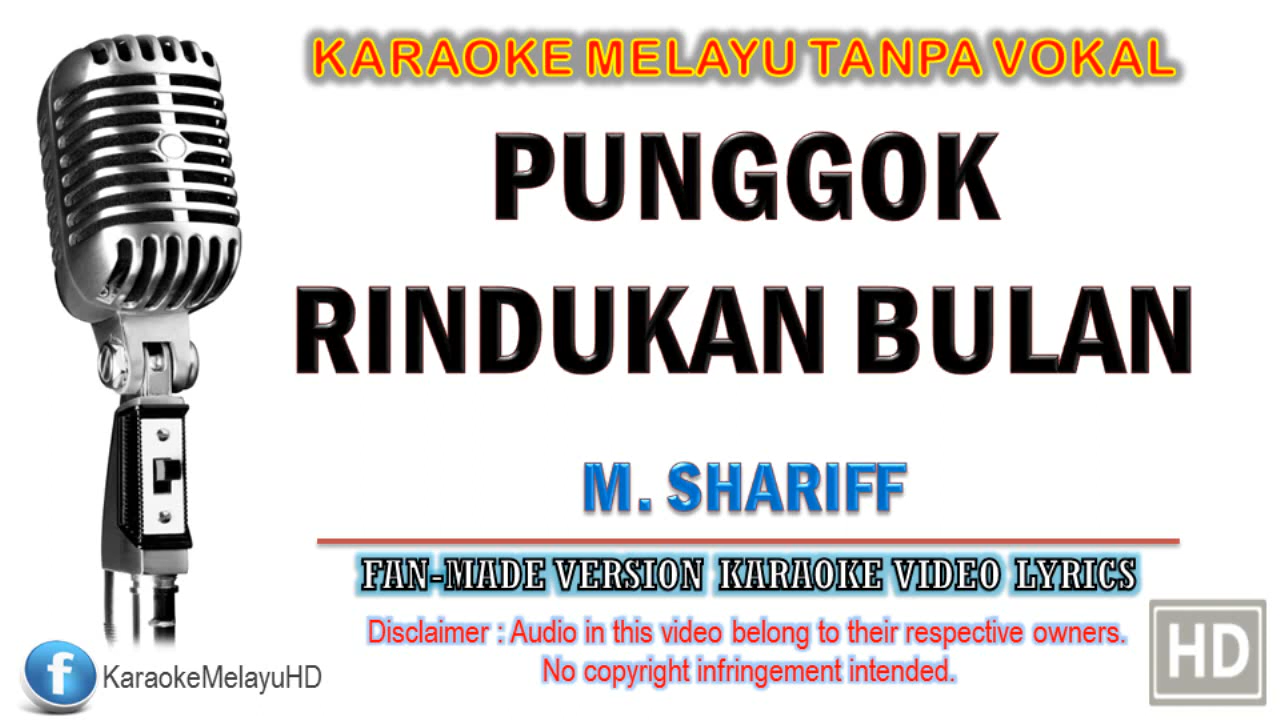 KARAOKE MELAYU TANPA VOKAL
PUNGGOK
RINDUKAN BULAN
M. SHARIFF
FAN-MADE VERSION KARAOKE VIDEO LYRICS
Disclaimer : Audio in this video belong to their respective owners.
No copyright infringement intended.
f KaraokeMelayuHD
HD